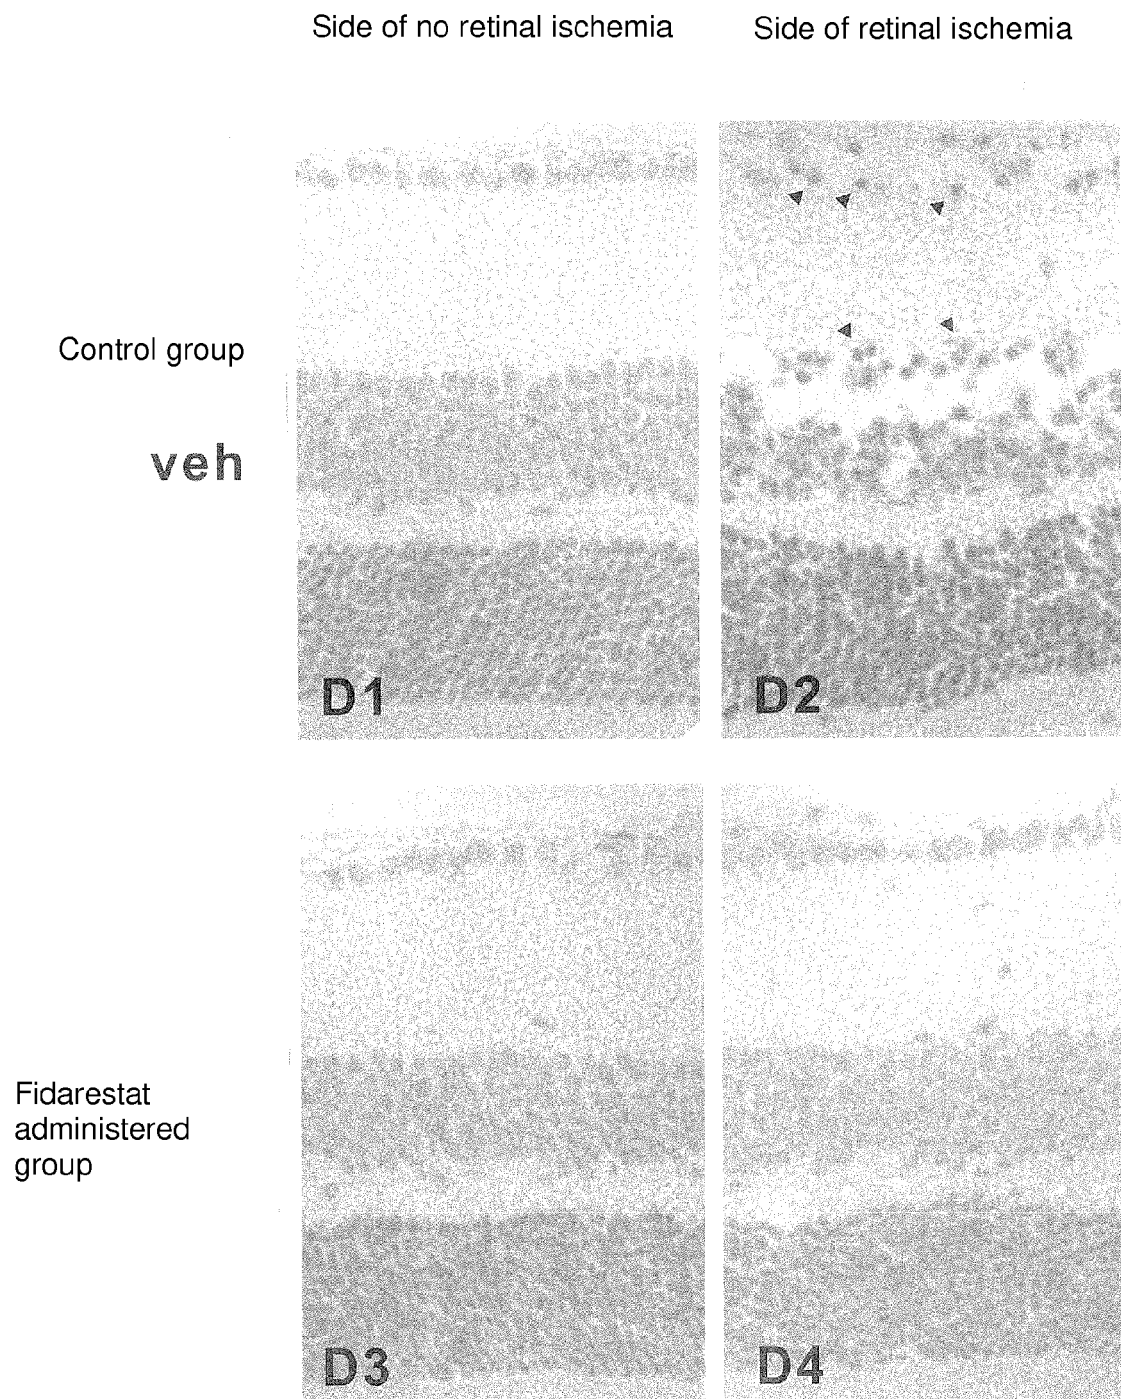 Side of no retinal ischemia
Side of retinal ischemia
Control group
veh
D1
D2
Fidarestat
administered
group
D3
D4